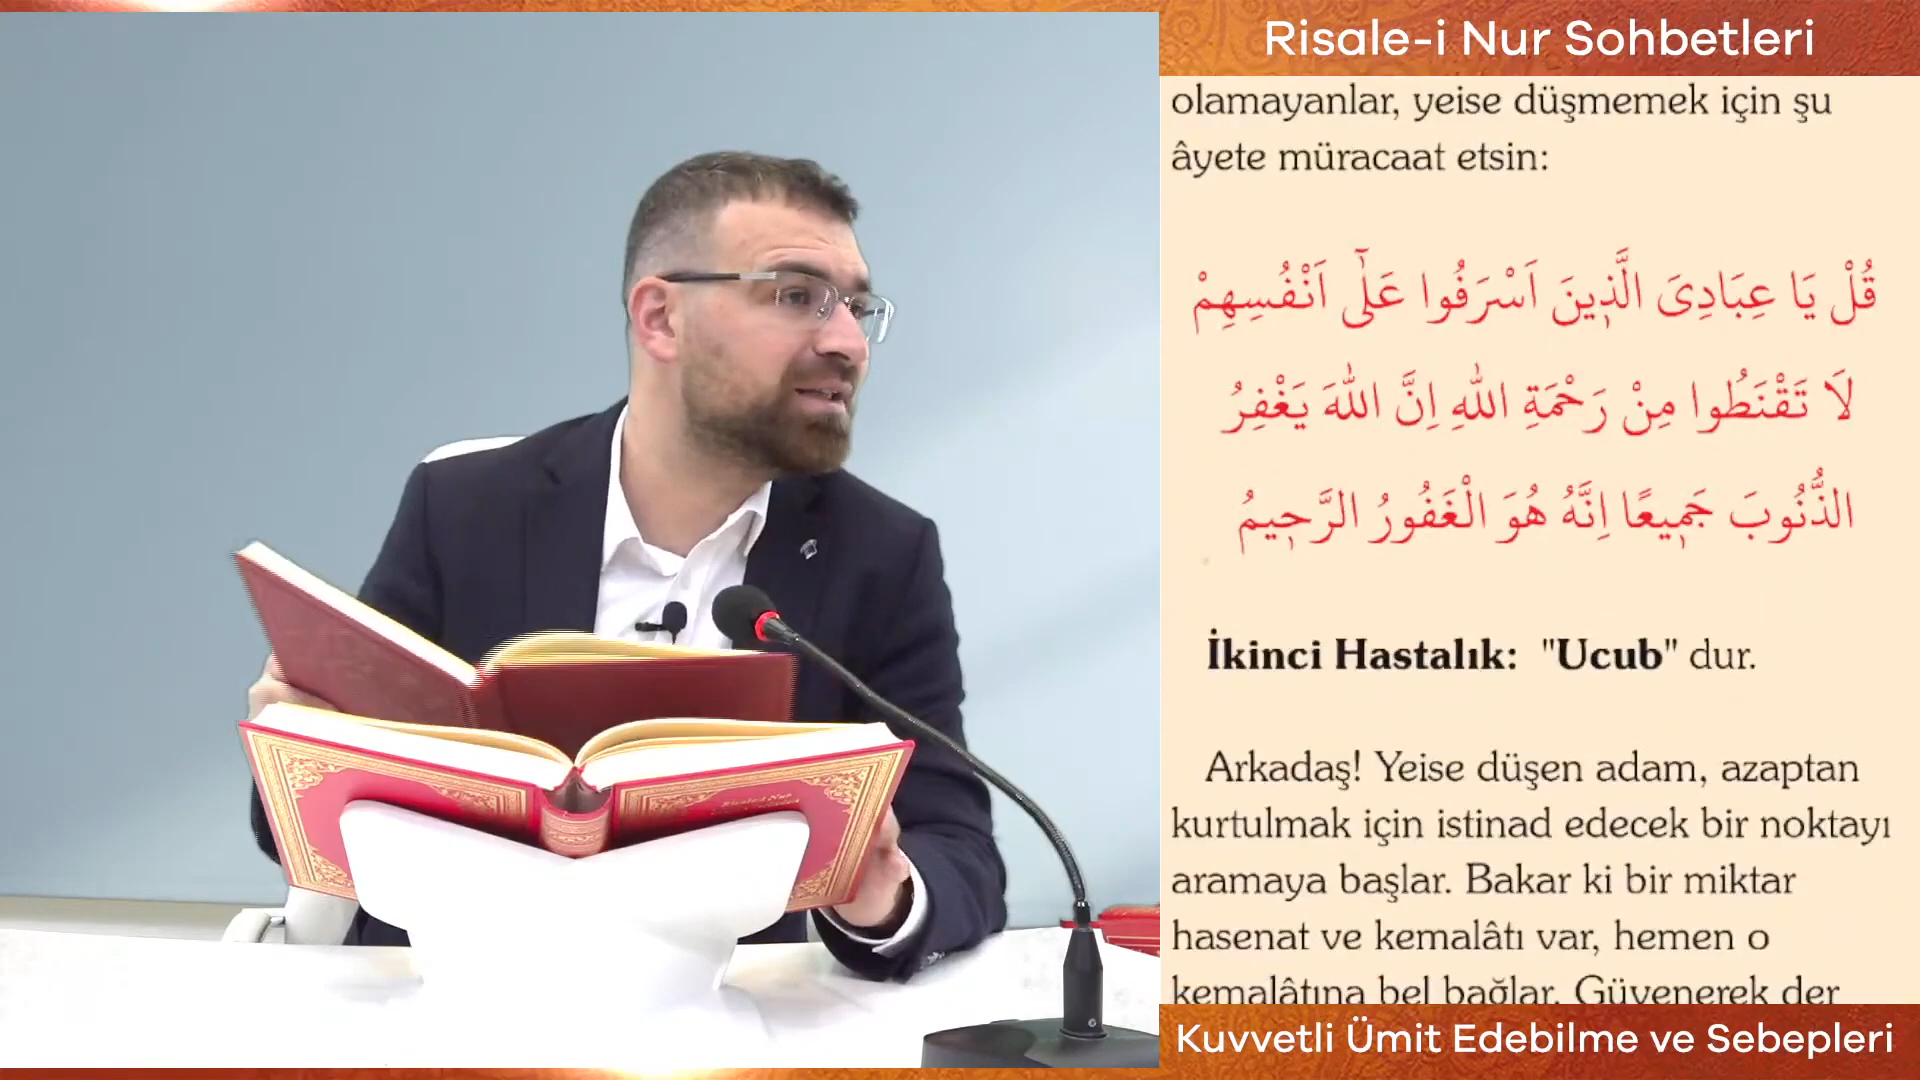 Risale-i Nur Sohbetleri
olamayanlar, yeise düşmemek için şu
âyete müracaat etsin:
قُلْ يَا عِبَادِىَ الَّذ۪ينَ اَسْرَفُوا عَلٰٓى اَنْفُسِهِمْ
لَا تَقْنَطُوا مِنْ رَحْمَةِ اللّٰهِ اِنَّ اللّٰهَ يَغْفِرُ
الذُّنُوبَ جَم۪يعًا اِنَّهُ هُوَ الْغَفُورُ الرَّح۪يمُ
İkinci Hastalık: "Ucub" dur.
Arkadaş! Yeise düşen adam, azaptan
kurtulmak için istinad edecek bir noktayı
aramaya başlar. Bakar ki bir miktar
hasenat ve kemalâtı var, hemen o
kemalâtına bel bağlar. Güvenerek der
Kuvvetli Ümit Edebilme ve Sebepleri
Risale-i Nur